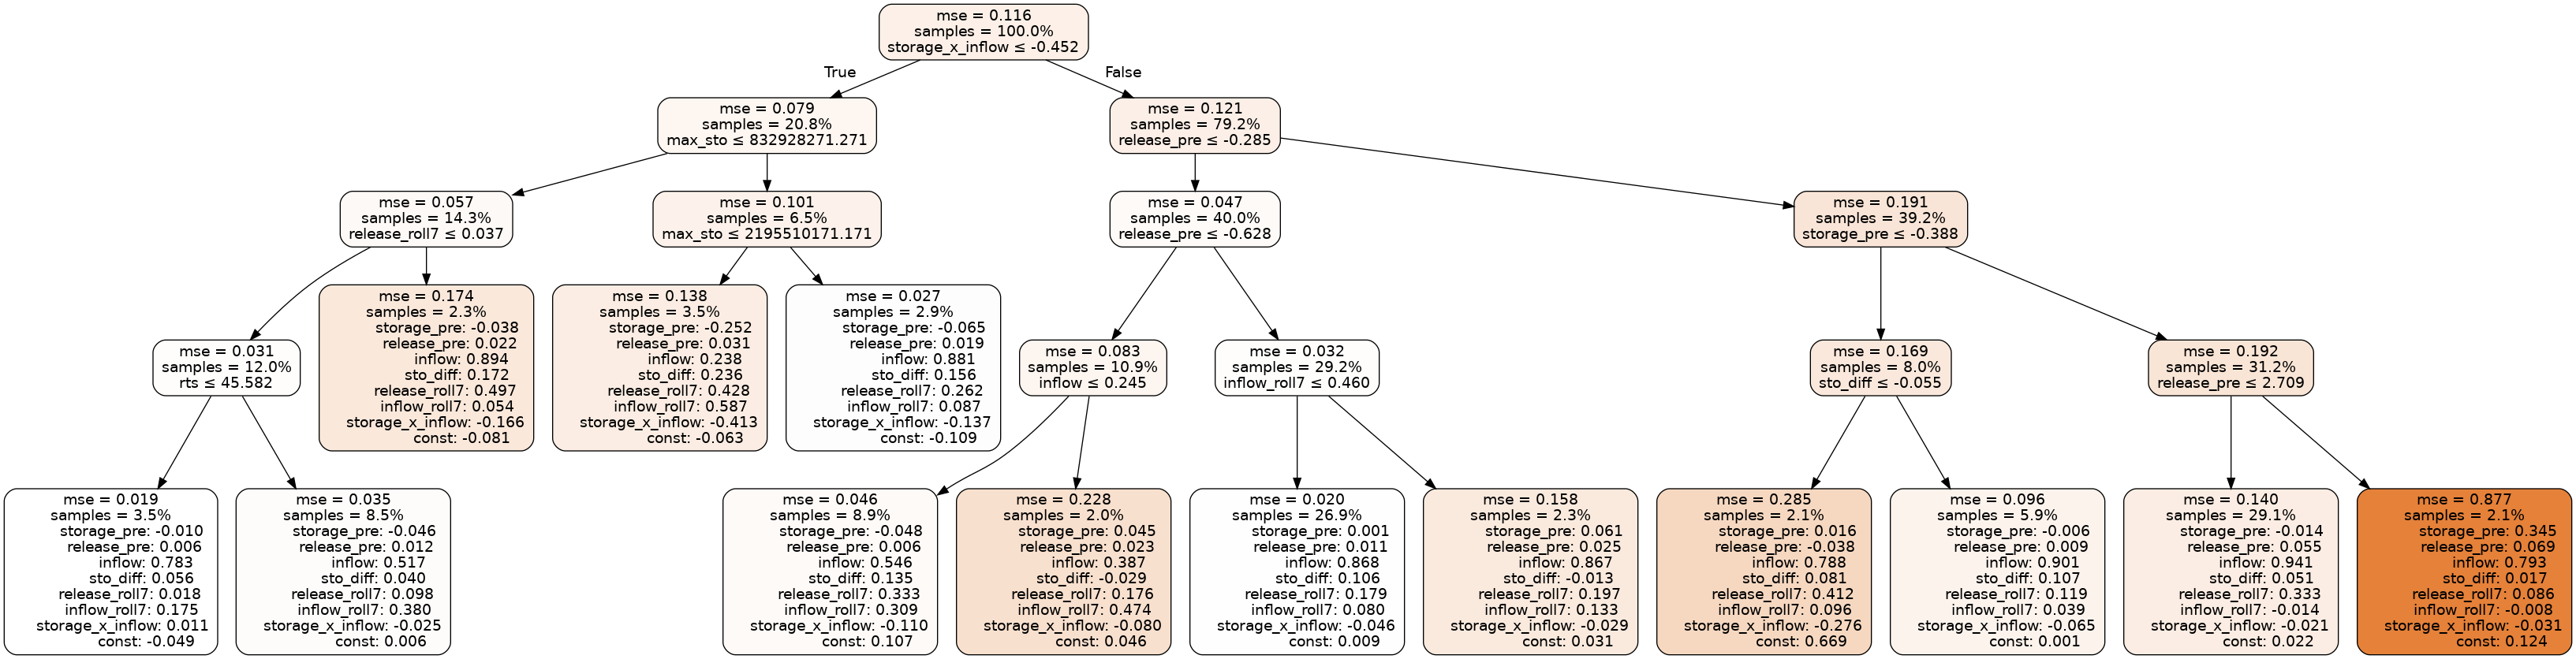 mse = 0.116
samples = 100.0%
storage_x_inflow ≤ -0.452
True
False
mse = 0.079
samples = 20.8%
max_sto ≤ 832928271.271
mse = 0.121
samples = 79.2%
release_pre ≤ -0.285
mse = 0.057
samples = 14.3%
release_roll7 ≤ 0.037
mse = 0.101
samples = 6.5%
max_sto ≤ 2195510171.171
mse = 0.047
samples = 40.0%
release_pre ≤ -0.628
mse = 0.191
samples = 39.2%
storage_pre ≤ -0.388
mse = 0.031
samples = 12.0%
rts ≤ 45.582
mse = 0.174
samples = 2.3%
storage_pre: -0.038
release_pre: 0.022
inflow: 0.894
sto_diff: 0.172
release_roll7: 0.497
inflow_roll7: 0.054
storage_x_inflow: -0.166
const: -0.081
mse = 0.138
samples = 3.5%
storage_pre: -0.252
release_pre: 0.031
inflow: 0.238
sto_diff: 0.236
release_roll7: 0.428
inflow_roll7: 0.587
storage_x_inflow: -0.413
const: -0.063
mse = 0.027
samples = 2.9%
storage_pre: -0.065
release_pre: 0.019
inflow: 0.881
sto_diff: 0.156
release_roll7: 0.262
inflow_roll7: 0.087
storage_x_inflow: -0.137
const: -0.109
mse = 0.083
samples = 10.9%
inflow ≤ 0.245
mse = 0.032
samples = 29.2%
inflow_roll7 ≤ 0.460
mse = 0.169
samples = 8.0%
sto_diff ≤ -0.055
mse = 0.192
samples = 31.2%
release_pre ≤ 2.709
mse = 0.019
samples = 3.5%
storage_pre: -0.010
release_pre: 0.006
inflow: 0.783
sto_diff: 0.056
release_roll7: 0.018
inflow_roll7: 0.175
storage_x_inflow: 0.011
const: -0.049
mse = 0.035
samples = 8.5%
storage_pre: -0.046
release_pre: 0.012
inflow: 0.517
sto_diff: 0.040
release_roll7: 0.098
inflow_roll7: 0.380
storage_x_inflow: -0.025
const: 0.006
mse = 0.046
samples = 8.9%
storage_pre: -0.048
release_pre: 0.006
inflow: 0.546
sto_diff: 0.135
release_roll7: 0.333
inflow_roll7: 0.309
storage_x_inflow: -0.110
const: 0.107
mse = 0.228
samples = 2.0%
storage_pre: 0.045
release_pre: 0.023
inflow: 0.387
sto_diff: -0.029
release_roll7: 0.176
inflow_roll7: 0.474
storage_x_inflow: -0.080
const: 0.046
mse = 0.020
samples = 26.9%
storage_pre: 0.001
release_pre: 0.011
inflow: 0.868
sto_diff: 0.106
release_roll7: 0.179
inflow_roll7: 0.080
storage_x_inflow: -0.046
const: 0.009
mse = 0.158
samples = 2.3%
storage_pre: 0.061
release_pre: 0.025
inflow: 0.867
sto_diff: -0.013
release_roll7: 0.197
inflow_roll7: 0.133
storage_x_inflow: -0.029
const: 0.031
mse = 0.285
samples = 2.1%
storage_pre: 0.016
release_pre: -0.038
inflow: 0.788
sto_diff: 0.081
release_roll7: 0.412
inflow_roll7: 0.096
storage_x_inflow: -0.276
const: 0.669
mse = 0.096
samples = 5.9%
storage_pre: -0.006
release_pre: 0.009
inflow: 0.901
sto_diff: 0.107
release_roll7: 0.119
inflow_roll7: 0.039
storage_x_inflow: -0.065
const: 0.001
mse = 0.140
samples = 29.1%
storage_pre: -0.014
release_pre: 0.055
inflow: 0.941
sto_diff: 0.051
release_roll7: 0.333
inflow_roll7: -0.014
storage_x_inflow: -0.021
const: 0.022
mse = 0.877
samples = 2.1%
storage_pre: 0.345
release_pre: 0.069
inflow: 0.793
sto_diff: 0.017
release_roll7: 0.086
inflow_roll7: -0.008
storage_x_inflow: -0.031
const: 0.124